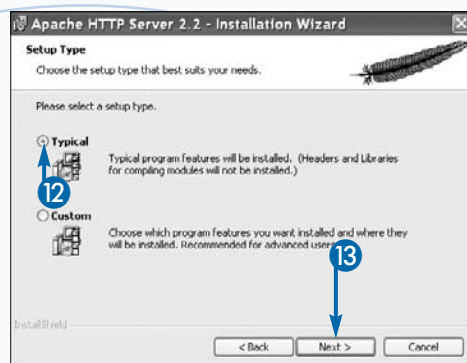 Apache HTTP Server 2.2 - Installation Wizard
Setup Type
Choose the setup type that best suits your needs.
Please select a setup type.
Typical
Typical program features will be installed. (Headers and Libraries
for compiling modules will not be installed.)
12
Custom
Choose which program features you want installed and where they
will be installed. Recommended for advanced users
13
InstallShield
< Back
Next >
Cancel